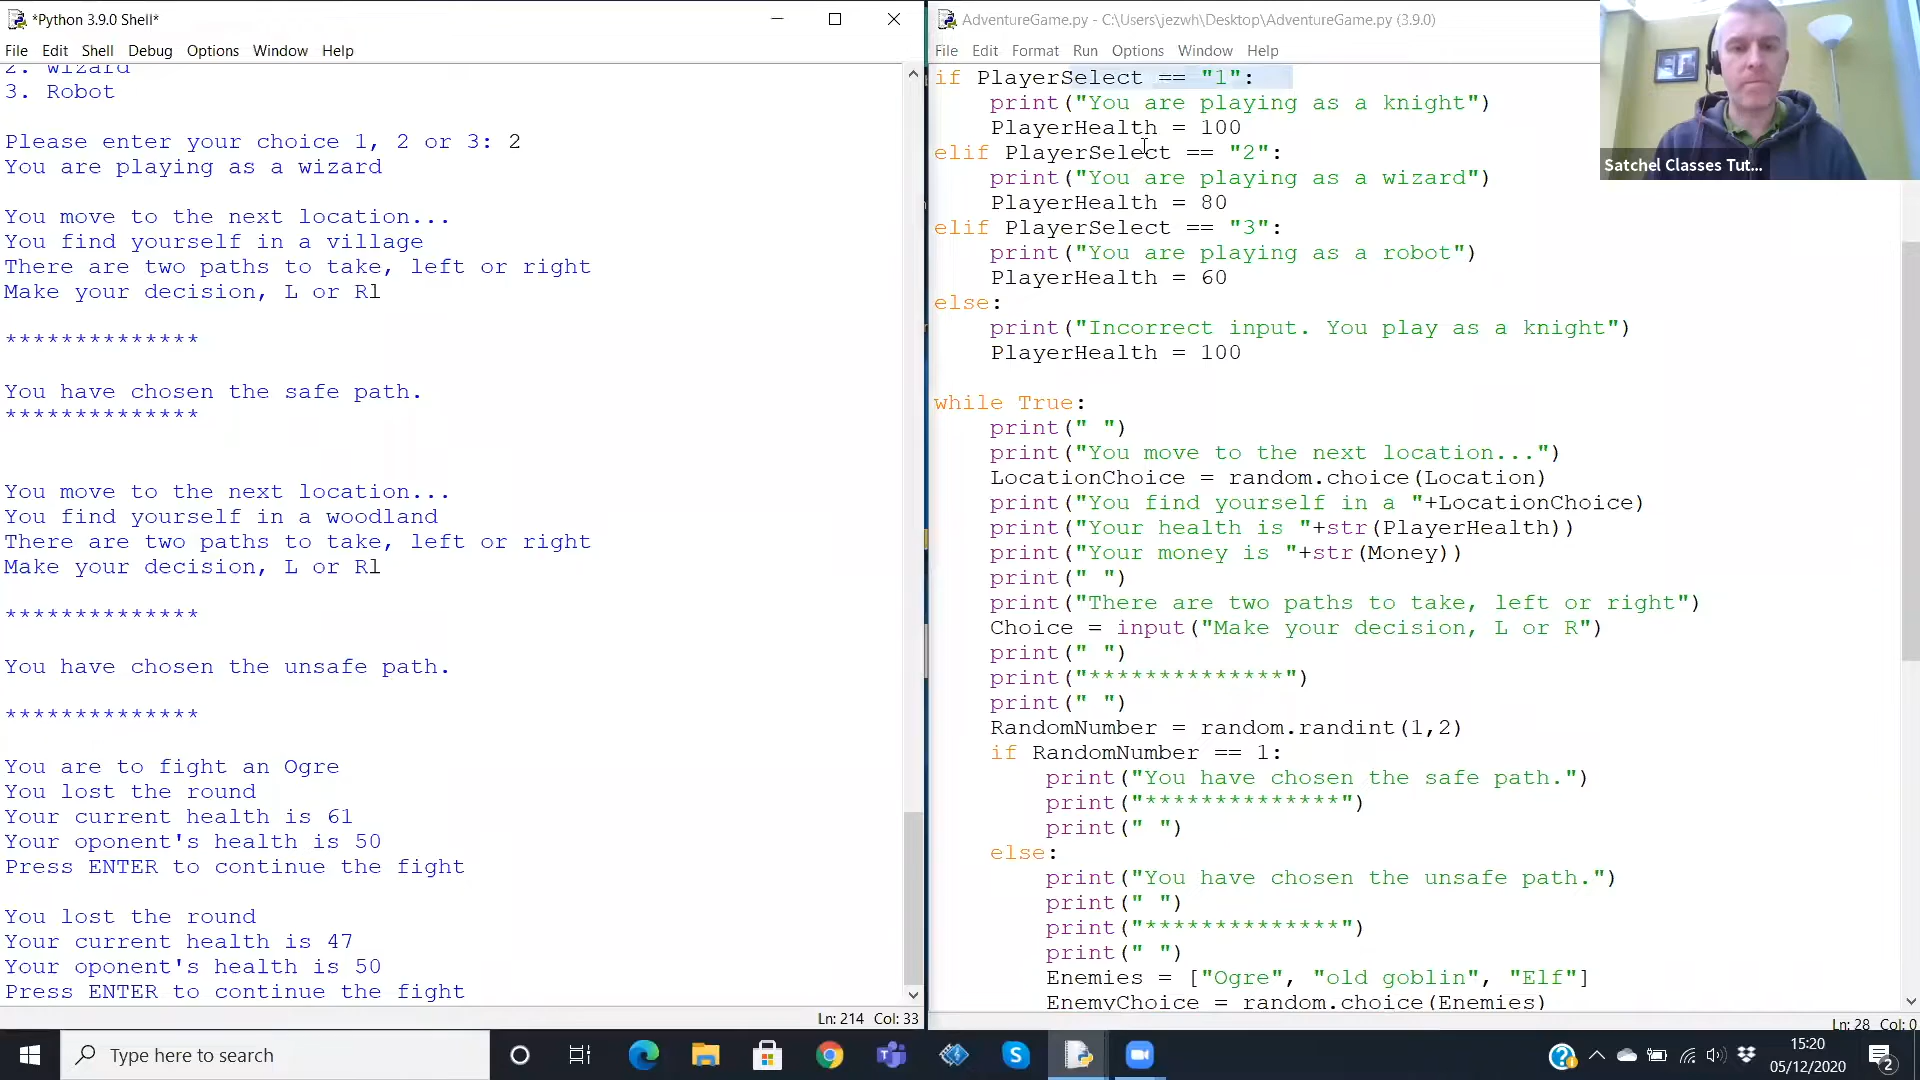 *Python 3.9.0 Shell*
File Edit Shell Debug Options Window Help
2. Wizard
3. Robot
Please enter your choice 1, 2 or 3: 2
You are playing as a wizard
You move to the next location...
You find yourself in a village
There are two paths to take, left or right
Make your decision, L or Rl
**************
You have chosen the safe path.
**************
You move to the next location...
You find yourself in a woodland
There are two paths to take, left or right
Make your decision, L or Rl
**************
You have chosen the unsafe path.
**************
You are to fight an Ogre
You lost the round
Your current health is 61
Your oponent's health is 50
Press ENTER to continue the fight
You lost the round
Your current health is 47
Your oponent's health is 50
Press ENTER to continue the fight
Ln: 214 Col: 33
AdventureGame.py - C:\Users\jezwh\Desktop\AdventureGame.py (3.9.0)
File Edit Format Run Options Window Help
if PlayerSelect == "1":
    print("You are playing as a knight")
    PlayerHealth = 100
elif PlayerSelect == "2":
    print("You are playing as a wizard")
    PlayerHealth = 80
elif PlayerSelect == "3":
    print("You are playing as a robot")
    PlayerHealth = 60
else:
    print("Incorrect input. You play as a knight")
    PlayerHealth = 100
while True:
    print(" ")
    print("You move to the next location...")
    LocationChoice = random.choice(Location)
    print("You find yourself in a "+LocationChoice)
    print("Your health is "+str(PlayerHealth))
    print("Your money is "+str(Money))
    print(" ")
    print("There are two paths to take, left or right")
    Choice = input("Make your decision, L or R")
    print(" ")
    print("**************")
    print(" ")
    RandomNumber = random.randint(1,2)
    if RandomNumber == 1:
        print("You have chosen the safe path.")
        print("**************")
        print(" ")
    else:
        print("You have chosen the unsafe path.")
        print(" ")
        print("**************")
        print(" ")
        Enemies = ["Ogre", "old goblin", "Elf"]
        EnemyChoice = random.choice(Enemies)
Ln: 28 Col: 0
Satchel Classes Tut...
Type here to search
15:20
05/12/2020
2